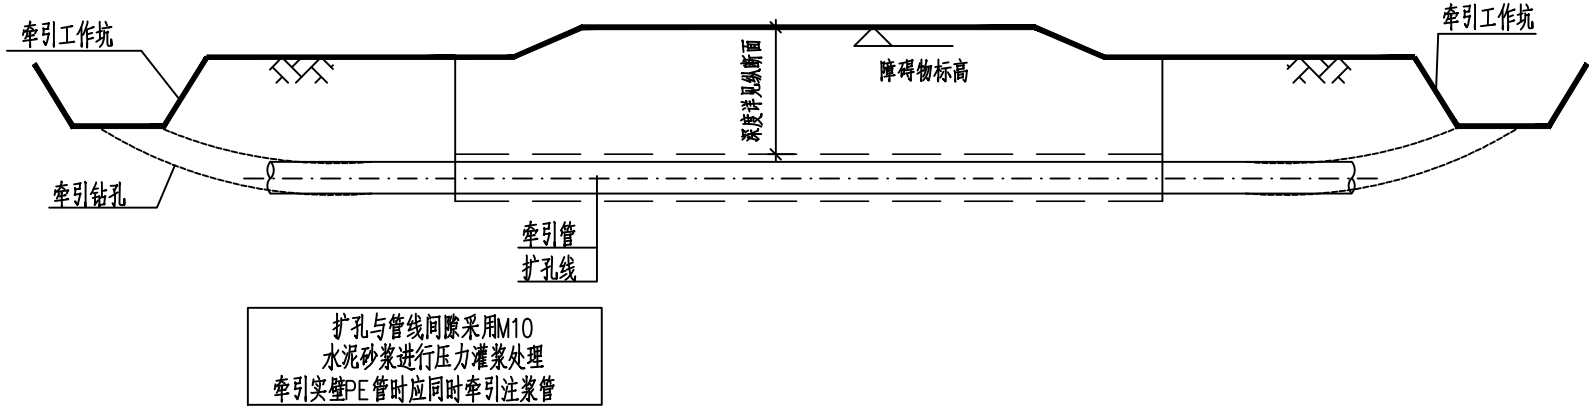 牵引工作坑
牵引工作坑
深度详见纵断面
障碍物标高
牵引钻孔
牵引管
扩孔线
扩孔与管线间隙采用M10
水泥砂浆进行压力灌浆处理
牵引实壁PE管时应同时牵引注浆管